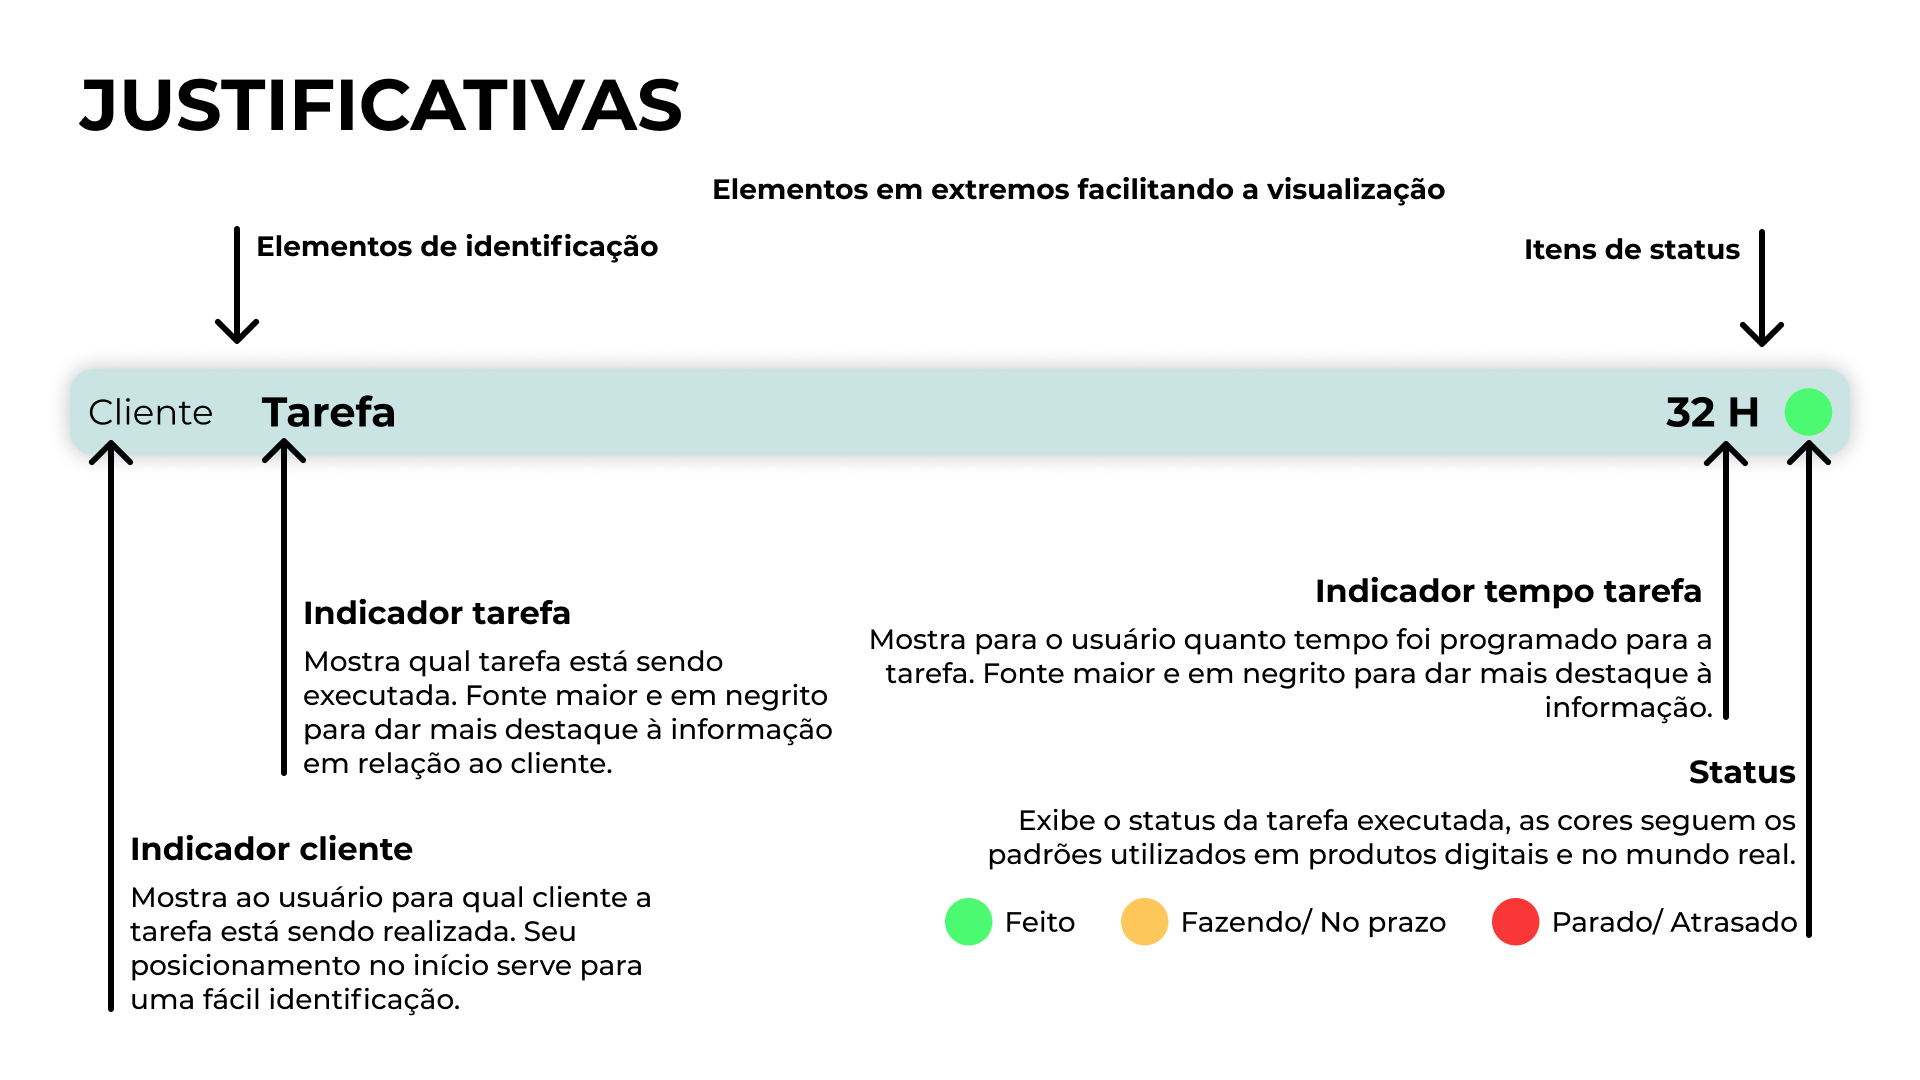 JUSTIFICATIVAS
Elementos em extremos facilitando a visualização
Elementos de identificação
Itens de status
Cliente
Tarefa
32 H
Indicador tarefa
Mostra qual tarefa está sendo
executada. Fonte maior e em negrito
para dar mais destaque à informação
em relação ao cliente.
Indicador cliente
Mostra ao usuário para qual cliente a
tarefa está sendo realizada. Seu
posicionamento no início serve para
uma fácil identificação.
Indicador tempo tarefa
Mostra para o usuário quanto tempo foi programado para a
tarefa. Fonte maior e em negrito para dar mais destaque à
informação.
Status
Exibe o status da tarefa executada, as cores seguem os
padrões utilizados em produtos digitais e no mundo real.
Feito
Fazendo/ No prazo
Parado/ Atrasado